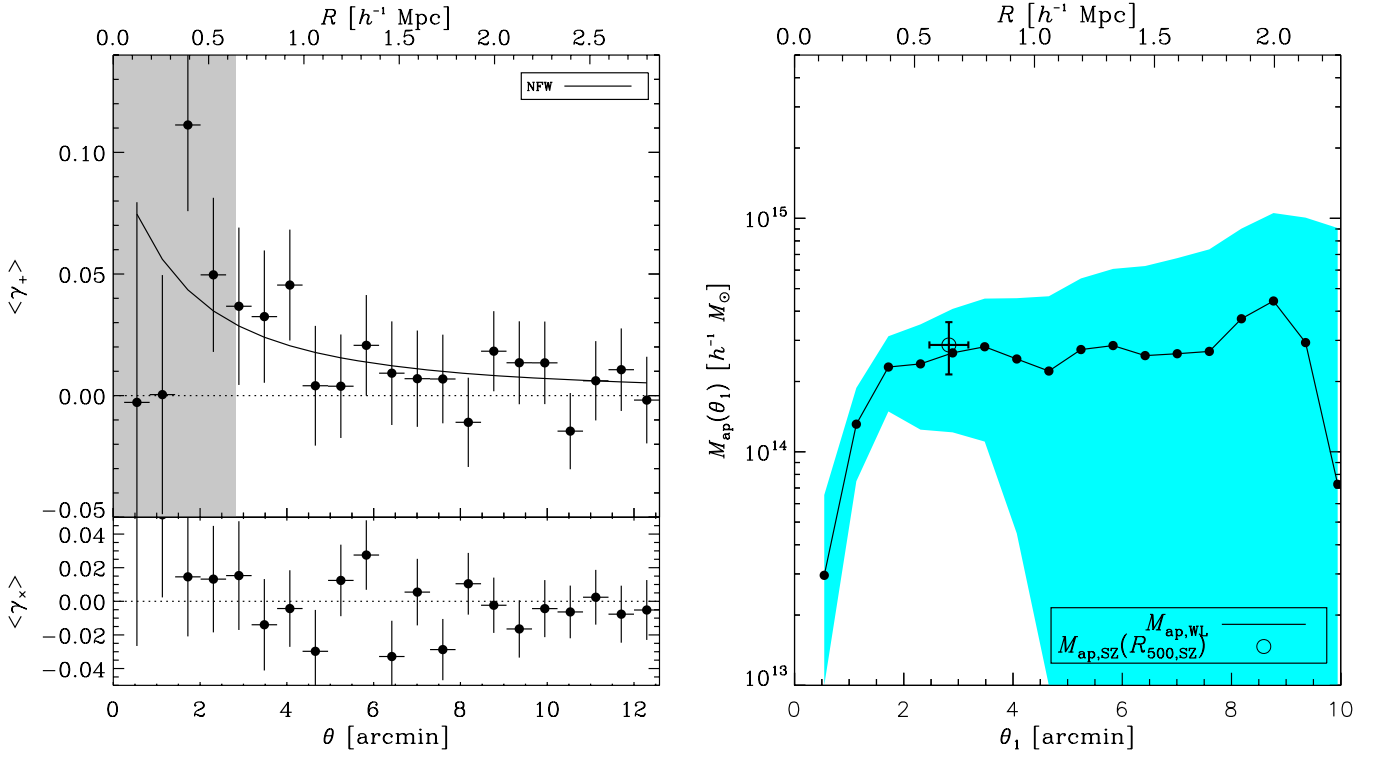 R [h⁻¹ Mpc]
0.0 0.5 1.0 1.5 2.0 2.5
NFW
0.10
0.05
0.00
−0.05
<γ₊>
0.04
0.02
0.00
−0.02
−0.04
<γₓ>
0 2 4 6 8 10 12
θ [arcmin]
R [h⁻¹ Mpc]
0.0 0.5 1.0 1.5 2.0
10¹⁵
10¹⁴
10¹³
M_ap(θ₁) [h⁻¹ M_⊙]
M_ap,WL
M_ap,SZ(R_500,SZ)
0 2 4 6 8 10
θ₁ [arcmin]